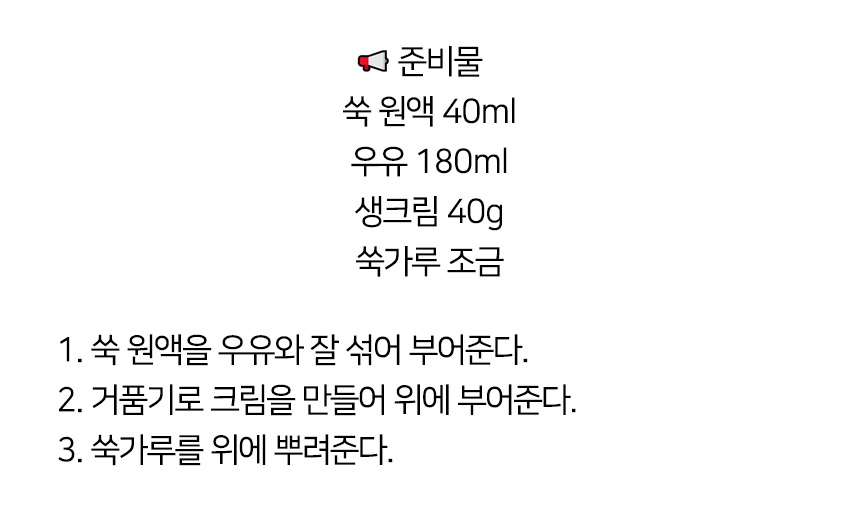 📢 준비물
쑥 원액 40ml
우유 180ml
생크림 40g
쑥가루 조금
1. 쑥 원액을 우유와 잘 섞어 부어준다.
2. 거품기로 크림을 만들어 위에 부어준다.
3. 쑥가루를 위에 뿌려준다.